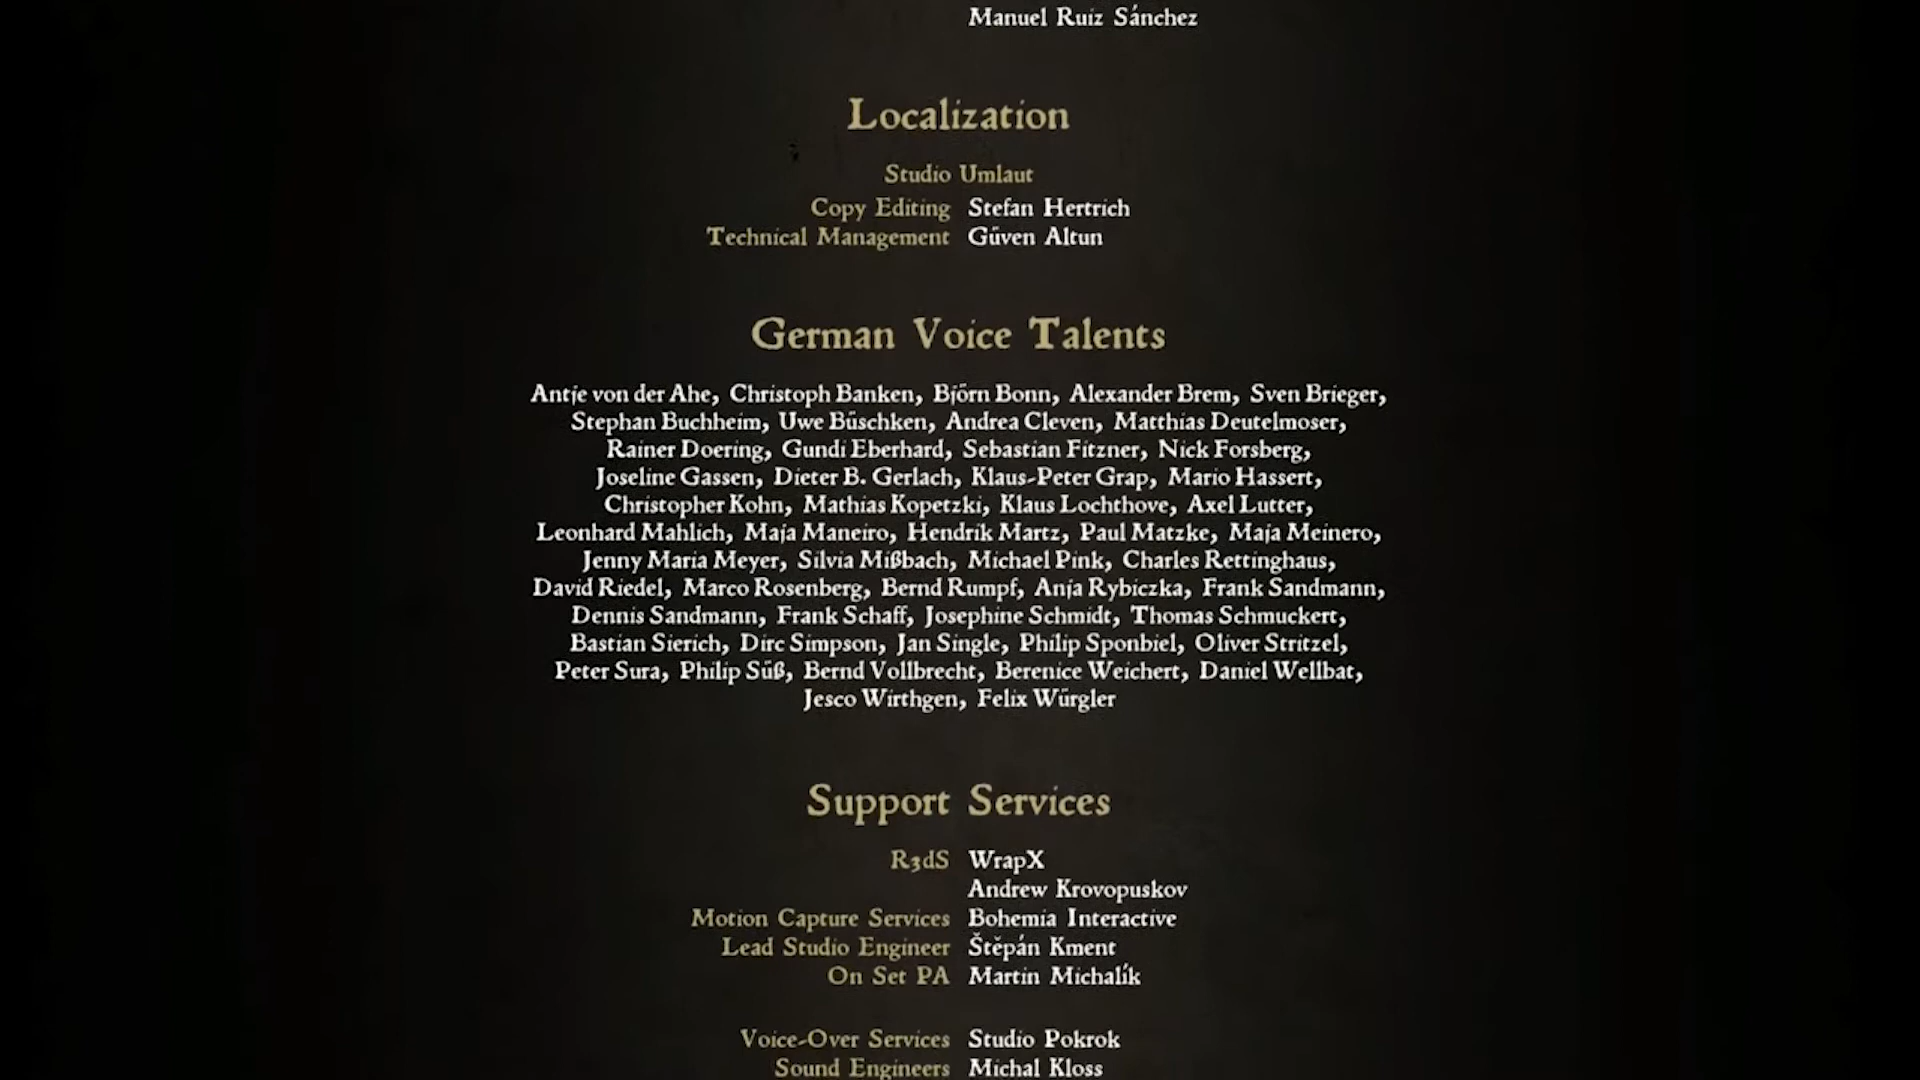 Manuel Ruiz Sánchez
Localization
Studio Umlaut
Copy Editing Stefan Hertrich
Technical Management Güven Altun
German Voice Talents
Antje von der Ahe, Christoph Banken, Björn Bonn, Alexander Brem, Sven Brieger,
Stephan Buchheim, Uwe Büschken, Andrea Cleven, Matthias Deutelmoser,
Rainer Doering, Gundi Eberhard, Sebastian Fitzner, Nick Forsberg,
Joseline Gassen, Dieter B. Gerlach, Klaus-Peter Grap, Mario Hassert,
Christopher Kohn, Mathias Kopetzki, Klaus Lochthove, Axel Lutter,
Leonhard Mahlich, Maja Maneiro, Hendrik Martz, Paul Matzke, Maja Meinero,
Jenny Maria Meyer, Silvia Mißbach, Michael Pink, Charles Rettinghaus,
David Riedel, Marco Rosenberg, Bernd Rumpf, Anja Rybiczka, Frank Sandmann,
Dennis Sandmann, Frank Schaff, Josephine Schmidt, Thomas Schmuckert,
Bastian Sierich, Dirc Simpson, Jan Single, Philip Sponbiel, Oliver Stritzel,
Peter Sura, Philip Süß, Bernd Vollbrecht, Berenice Weichert, Daniel Wellbat,
Jesco Wirthgen, Felix Würgler
Support Services
R3dS WrapX
Andrew Krovopuskov
Motion Capture Services Bohemia Interactive
Lead Studio Engineer Štěpán Kment
On Set PA Martin Michalík
Voice-Over Services Studio Pokrok
Sound Engineers Michal Kloss